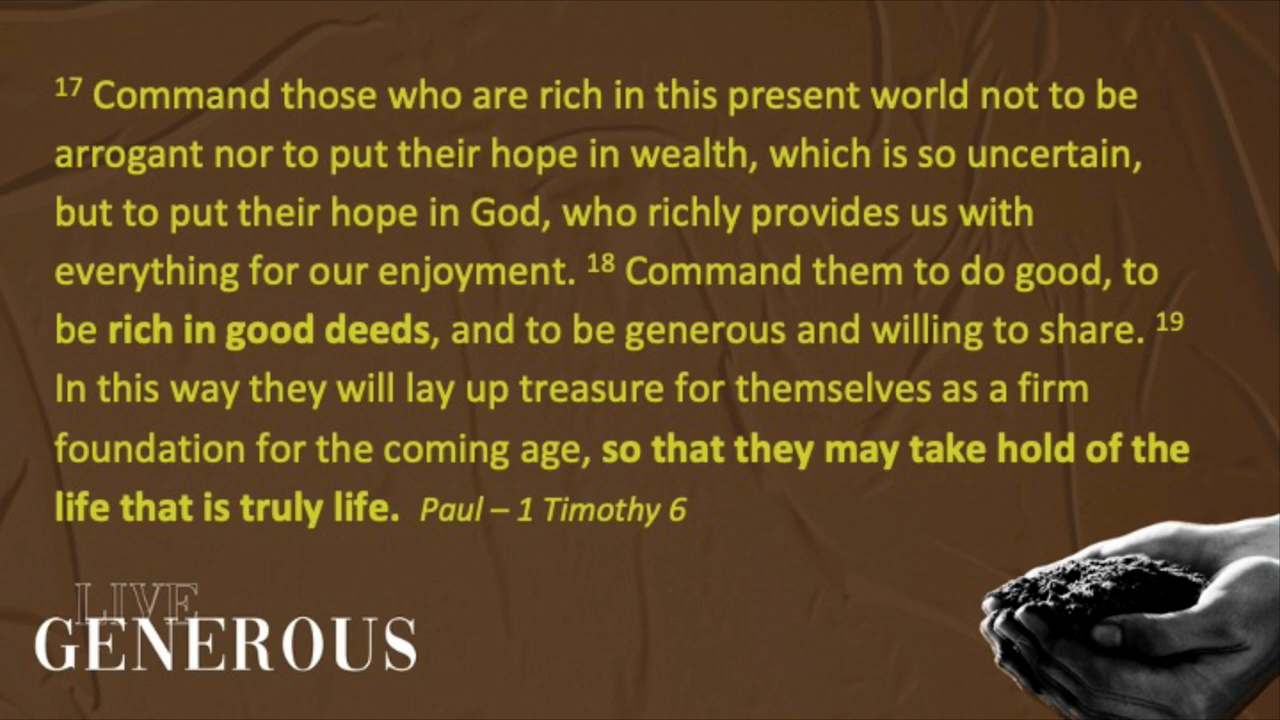 17 Command those who are rich in this present world not to be
arrogant nor to put their hope in wealth, which is so uncertain,
but to put their hope in God, who richly provides us with
everything for our enjoyment. 18 Command them to do good, to
be rich in good deeds, and to be generous and willing to share. 19
In this way they will lay up treasure for themselves as a firm
foundation for the coming age, so that they may take hold of the
life that is truly life. Paul – 1 Timothy 6
LIVE
GENEROUS